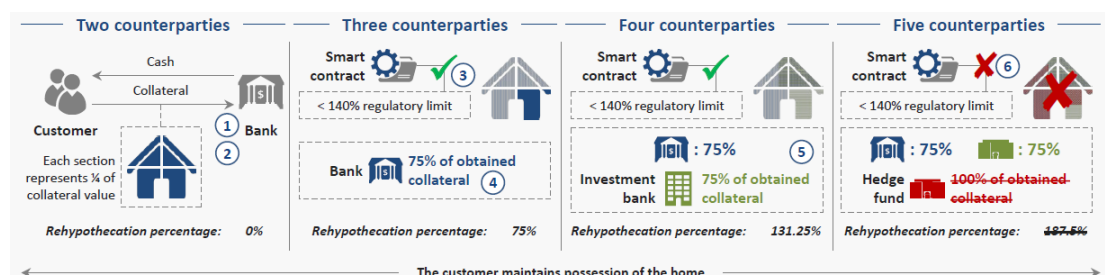 Two counterparties
Cash
Collateral
Customer
1
Bank
2
Each section
represents ¼ of
collateral value
$
Rehypothecation percentage: 0%
Three counterparties
Smart
contract
3
< 140% regulatory limit
Bank
$
75% of obtained
collateral
4
Rehypothecation percentage: 75%
Four counterparties
Smart
contract
< 140% regulatory limit
$
: 75%
5
Investment
bank
75% of obtained
collateral
Rehypothecation percentage: 131.25%
Five counterparties
Smart
contract
6
< 140% regulatory limit
$
: 75%
: 75%
Hedge
fund
100% of obtained
collateral
Rehypothecation percentage: 187.5%
The customer maintains possession of the home